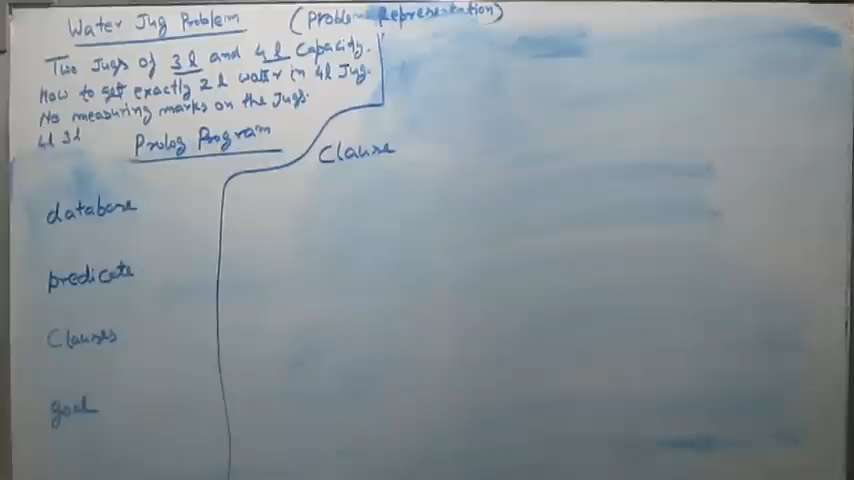 Water Jug Problem (Problem Representation)
Two Jugs of 3 l and 4 l Capacity.
How to get exactly 2 l water in 4l Jug.
No measuring marks on the Jugs.
4l 3l
Prolog Program
Clause
database
predicate
Clauses
goal